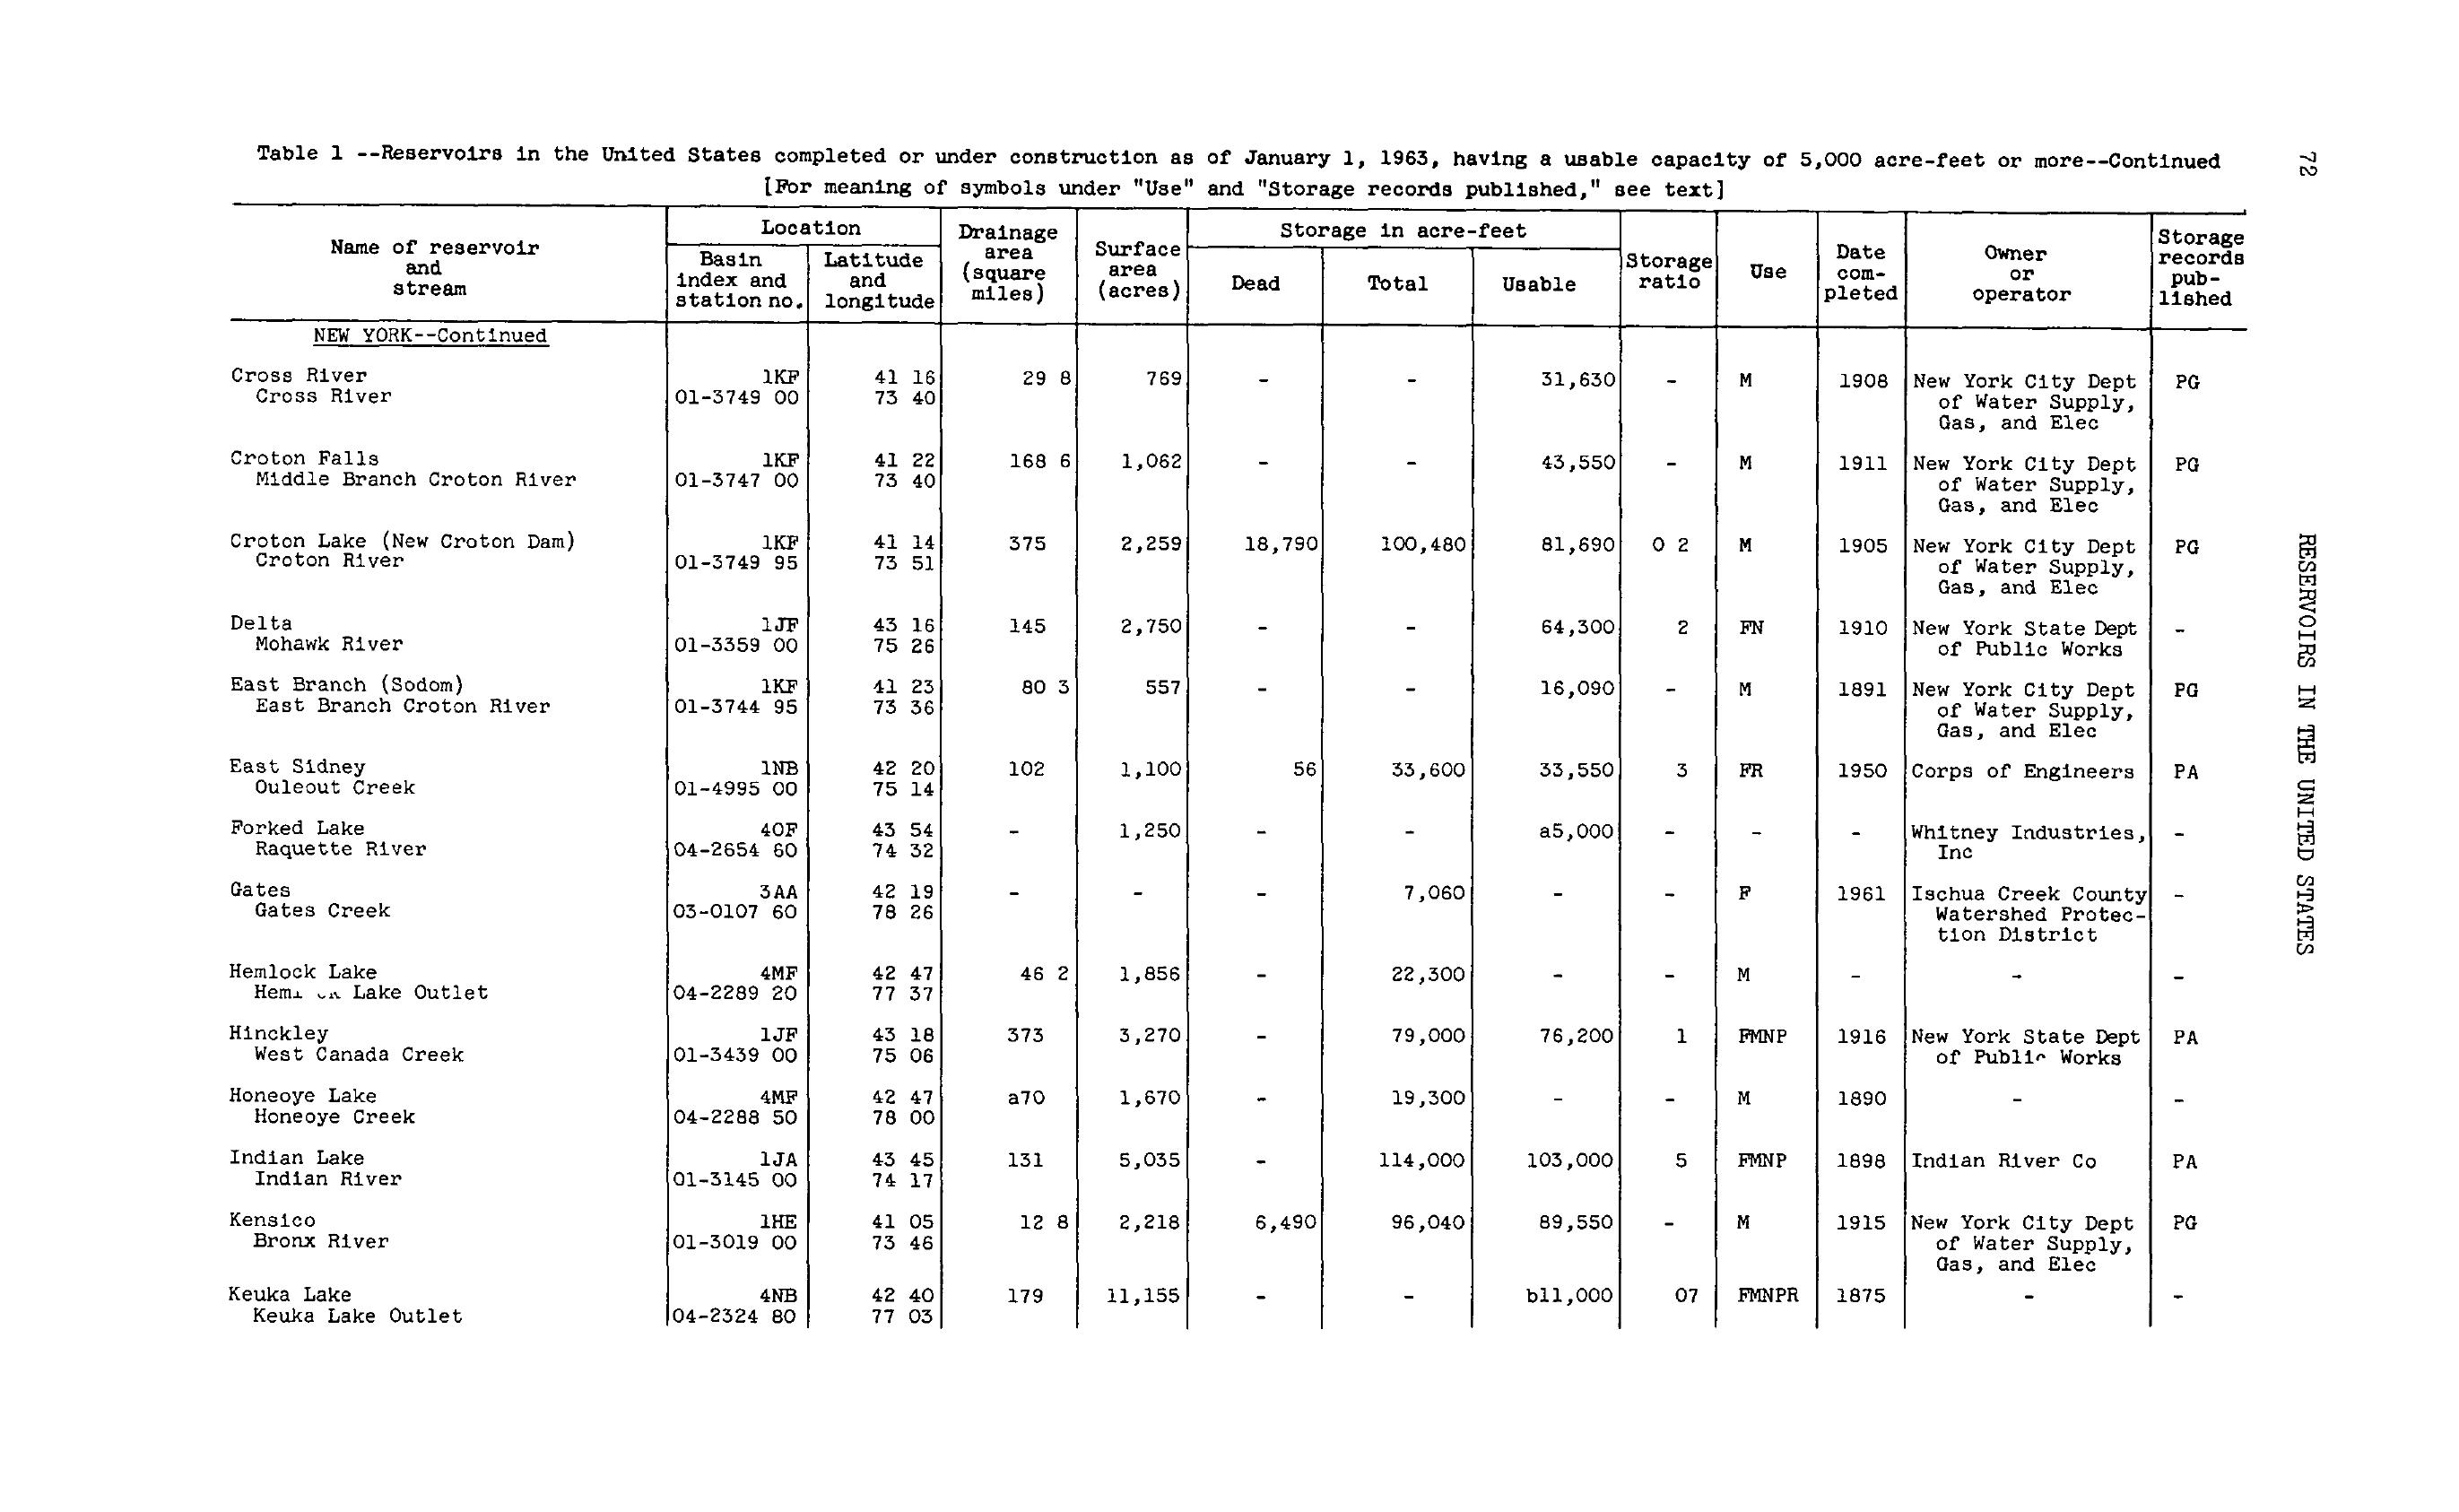 Table 1 --Reservoirs in the United States completed or under construction as of January 1, 1963, having a usable capacity of 5,000 acre-feet or more--Continued
[For meaning of symbols under "Use" and "Storage records published," see text]
72
Name of reservoir and stream
Location
Basin index and station no.
Latitude and longitude
Drainage area (square miles)
Surface area (acres)
Storage in acre-feet
Dead Total Usable
Storage ratio
Use
Date com-pleted
Owner or operator
Storage records pub-lished
NEW YORK--Continued
Cross River 1KF 41 16 29 8 769 - - 31,630 - M 1908 New York City Dept PG
Cross River 01-3749 00 73 40 of Water Supply,
Gas, and Elec
Croton Falls 1KF 41 22 168 6 1,062 - - 43,550 - M 1911 New York City Dept PG
Middle Branch Croton River 01-3747 00 73 40 of Water Supply,
Gas, and Elec
Croton Lake (New Croton Dam) 1KF 41 14 375 2,259 18,790 100,480 81,690 0 2 M 1905 New York City Dept PG
Croton River 01-3749 95 73 51 of Water Supply,
Gas, and Elec
Delta 1JF 43 16 145 2,750 - - 64,300 2 FN 1910 New York State Dept -
Mohawk River 01-3359 00 75 26 of Public Works
East Branch (Sodom) 1KF 41 23 80 3 557 - - 16,090 - M 1891 New York City Dept PG
East Branch Croton River 01-3744 95 73 36 of Water Supply,
Gas, and Elec
East Sidney 1NB 42 20 102 1,100 56 33,600 33,550 3 FR 1950 Corps of Engineers PA
Ouleout Creek 01-4995 00 75 14
Forked Lake 4OF 43 54 - 1,250 - - a5,000 - - - Whitney Industries, -
Raquette River 04-2654 60 74 32 Inc
Gates 3AA 42 19 - - - 7,060 - - F 1961 Ischua Creek County -
Gates Creek 03-0107 60 78 26 Watershed Protec-
tion District
Hemlock Lake 4MF 42 47 46 2 1,856 - 22,300 - - M - - -
Lake Outlet 04-2289 20 77 37
Hinckley 1JF 43 18 373 3,270 - 79,000 76,200 1 FMNP 1916 New York State Dept PA
West Canada Creek 01-3439 00 75 06 of Public Works
Honeoye Lake 4MF 42 47 a70 1,670 - 19,300 - - M 1890 - -
Honeoye Creek 04-2288 50 78 00
Indian Lake 1JA 43 45 131 5,035 - 114,000 103,000 5 FMNP 1898 Indian River Co PA
Indian River 01-3145 00 74 17
Kensico 1HE 41 05 12 8 2,218 6,490 96,040 89,550 - M 1915 New York City Dept PG
Bronx River 01-3019 00 73 46 of Water Supply,
Gas, and Elec
Keuka Lake 4NB 42 40 179 11,155 - - b11,000 07 FMNPR 1875 - -
Keuka Lake Outlet 04-2324 80 77 03
RESERVOIRS IN THE UNITED STATES